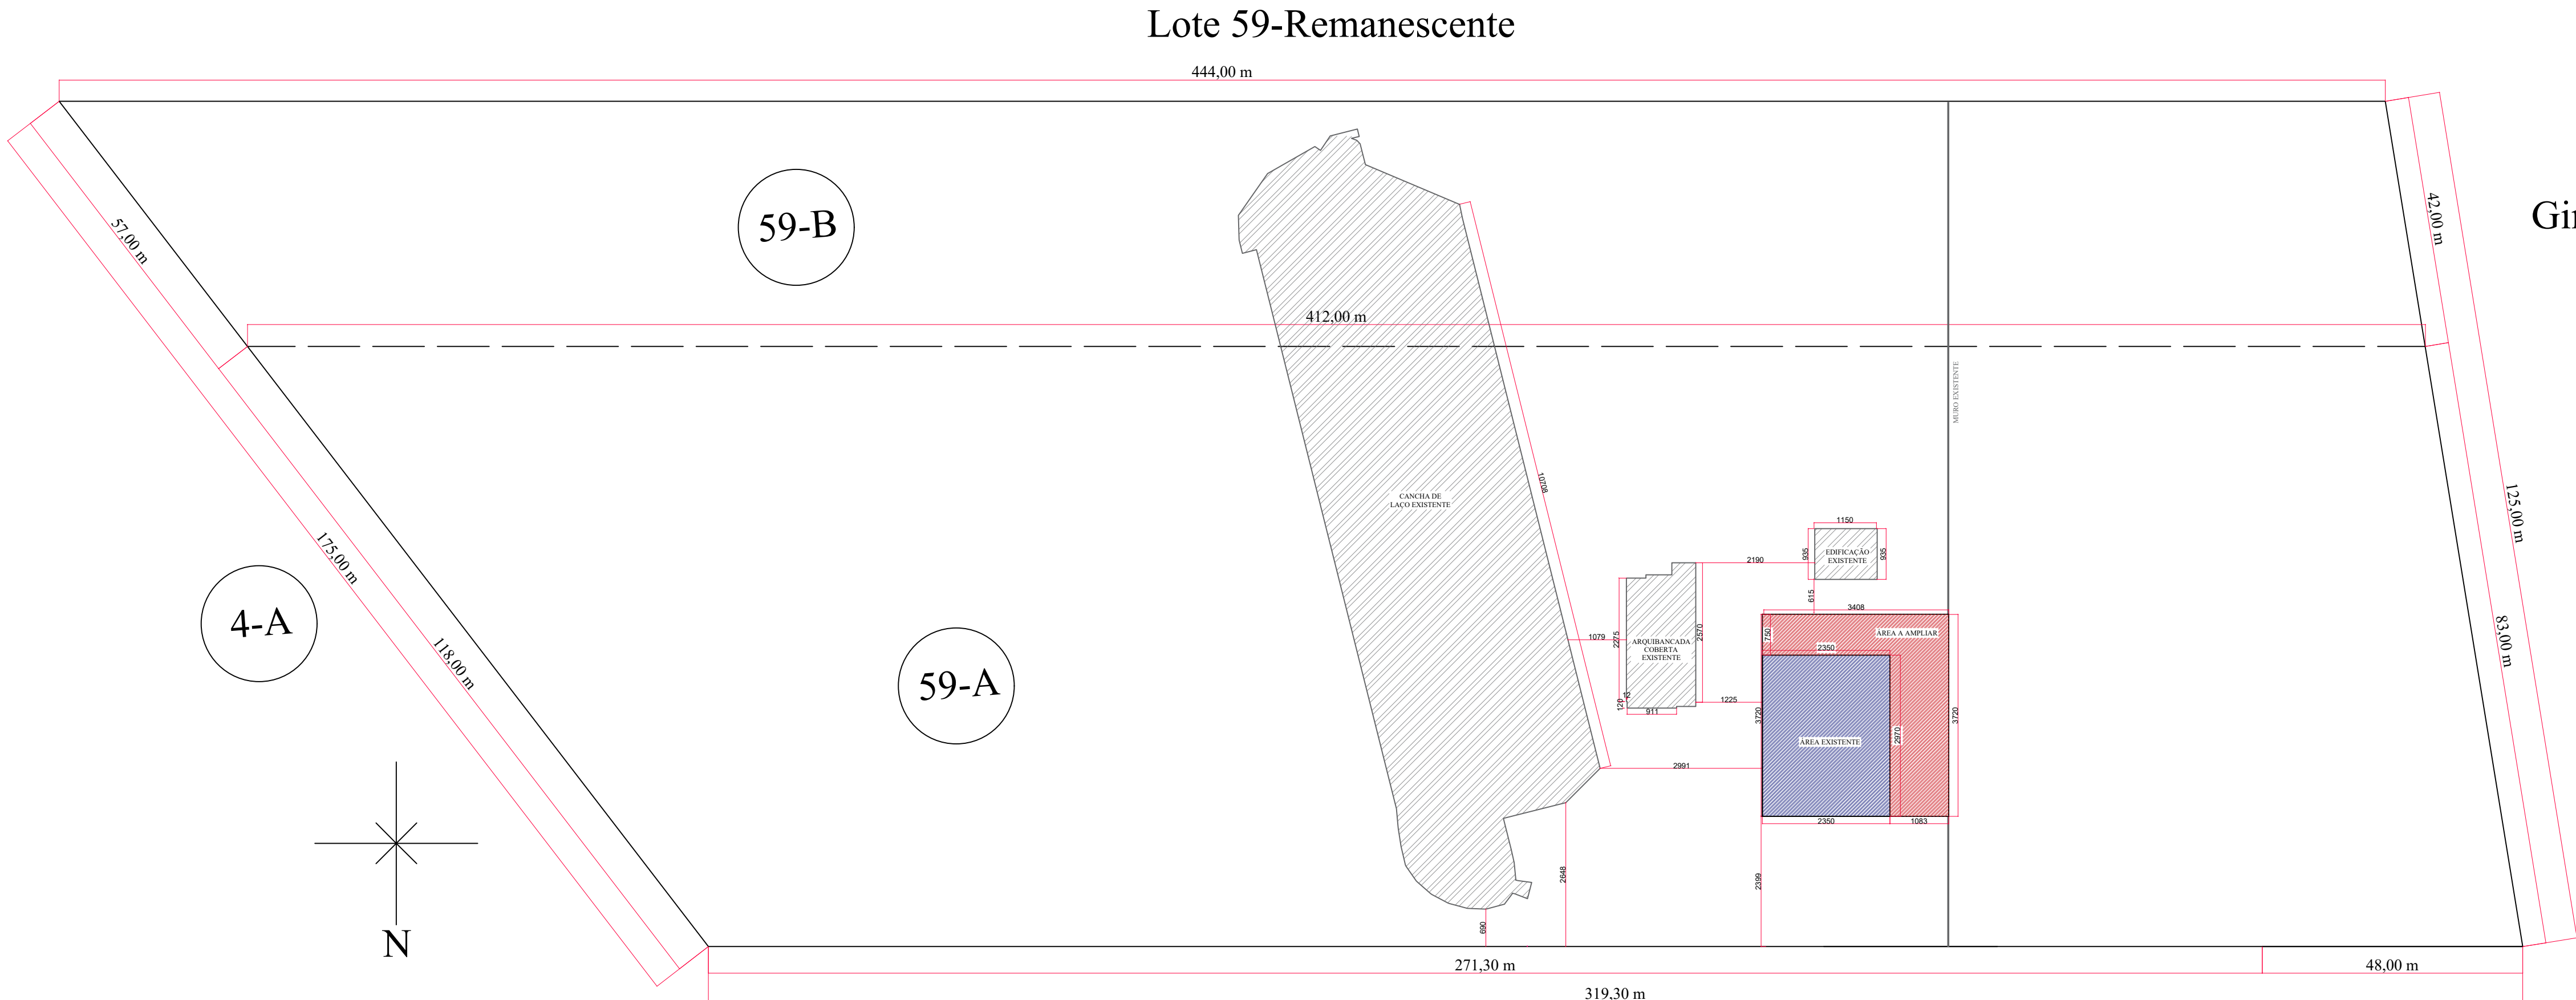 Lote 59-Remanescente
444,00 m
57,00 m
59-B
42,00 m
Gi
412,00 m
MURO EXISTENTE
CANCHA DE
LAÇO EXISTENTE
10708
125,00 m
1150
935
EDIFICAÇÃO
EXISTENTE
935
175,00 m
2190
615
4-A
3408
118,00 m
59-A
1079
2275
ARQUIBANCADA
COBERTA
EXISTENTE
2570
750
ÁREA A AMPLIAR
2350
83,00 m
12
120
911
1225
3720
ÁREA EXISTENTE
2970
3720
2991
2350
1083
2648
2399
690
N
271,30 m
48,00 m
319,30 m